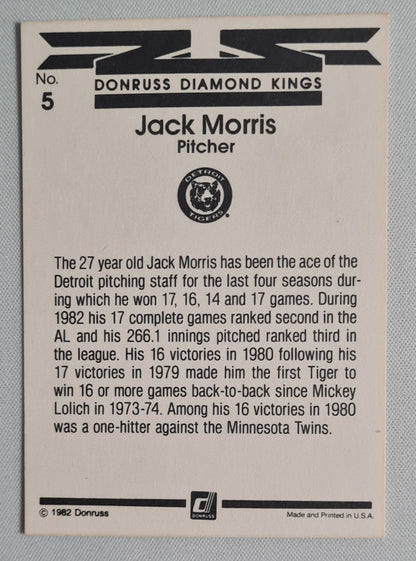 No.
5
DONRUSS DIAMOND KINGS
Jack Morris
Pitcher
DETROIT
TIGERS
The 27 year old Jack Morris has been the ace of the
Detroit pitching staff for the last four seasons dur-
ing which he won 17, 16, 14 and 17 games. During
1982 his 17 complete games ranked second in the
AL and his 266.1 innings pitched ranked third in
the league. His 16 victories in 1980 following his
17 victories in 1979 made him the first Tiger to
win 16 or more games back-to-back since Mickey
Lolich in 1973-74. Among his 16 victories in 1980
was a one-hitter against the Minnesota Twins.
© 1982 Donruss
DONRUSS
Made and Printed in U.S.A.